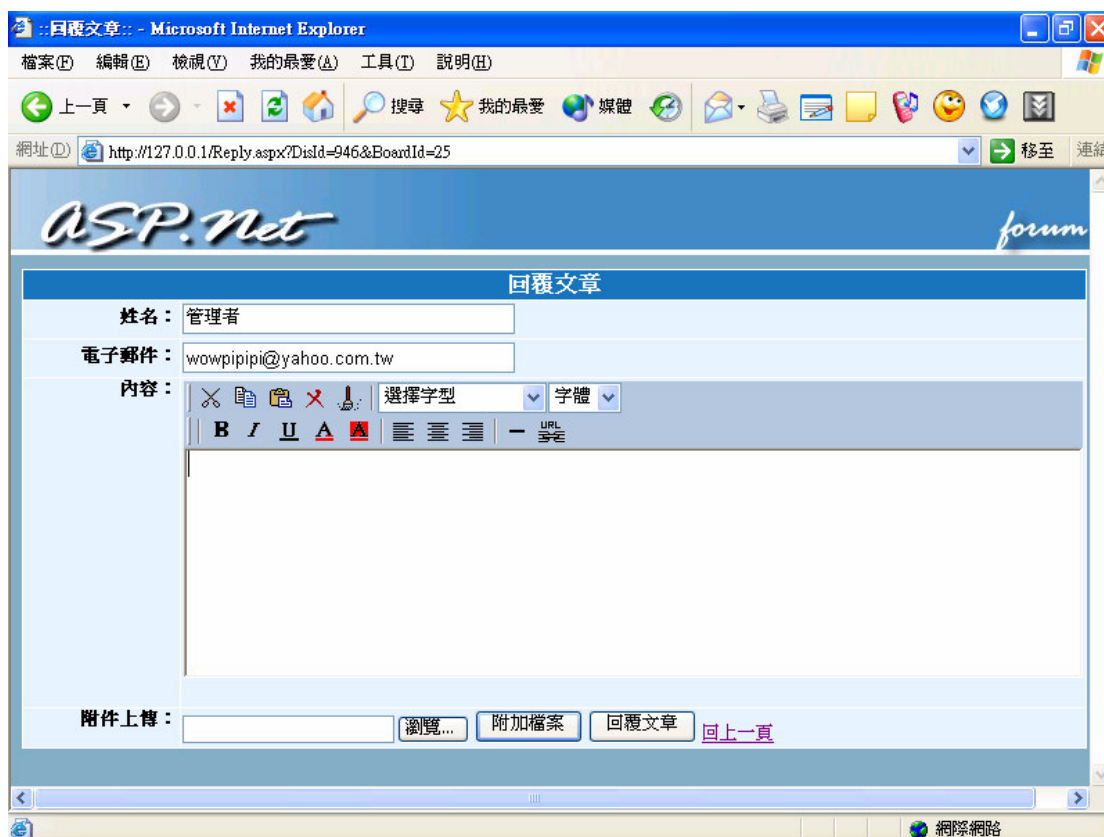 ::回覆文章:: - Microsoft Internet Explorer
檔案(F) 編輯(E) 檢視(V) 我的最愛(A) 工具(T) 說明(H)
上一頁 搜尋 我的最愛 媒體
網址(D) http://127.0.0.1/Reply.aspx?DisId=946&BoardId=25 移至 連結
ASP.Net forum
回覆文章
姓名： 管理者
電子郵件： wowpipipi@yahoo.com.tw
內容： 選擇字型 字體
B I U A A URL
附件上傳： 瀏覽... 附加檔案 回覆文章 回上一頁
網際網路